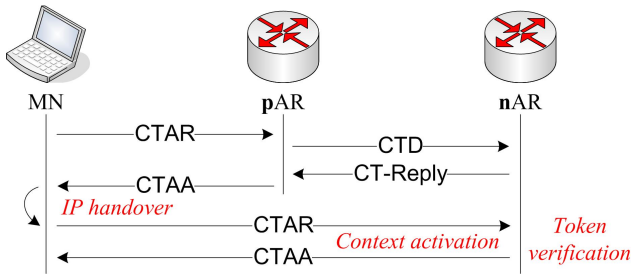 MN
pAR
nAR
CTAR
CTD
CT-Reply
CTAA
IP handover
CTAR
Context activation
Token
verification
CTAA